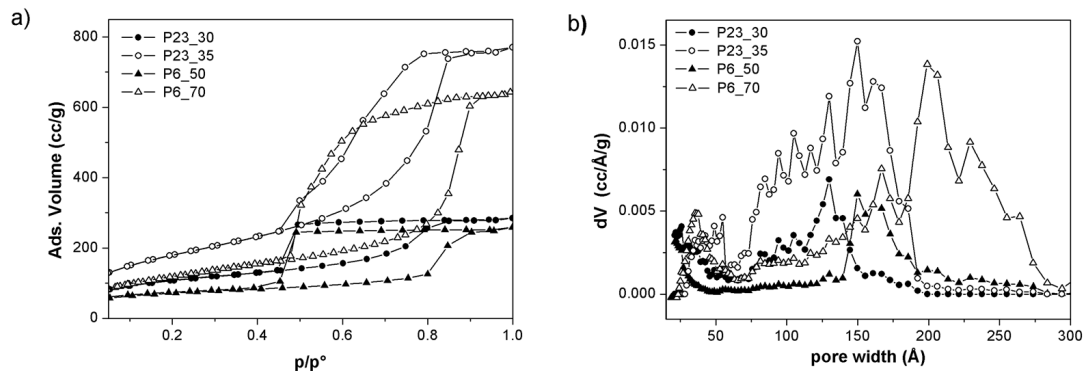 a)
P23_30
P23_35
P6_50
P6_70
800
600
400
200
0
Ads. Volume (cc/g)
0.2
0.4
0.6
0.8
1.0
p/p°
b)
P23_30
P23_35
P6_50
P6_70
0.015
0.010
0.005
0.000
dV (cc/Å/g)
50
100
150
200
250
300
pore width (Å)